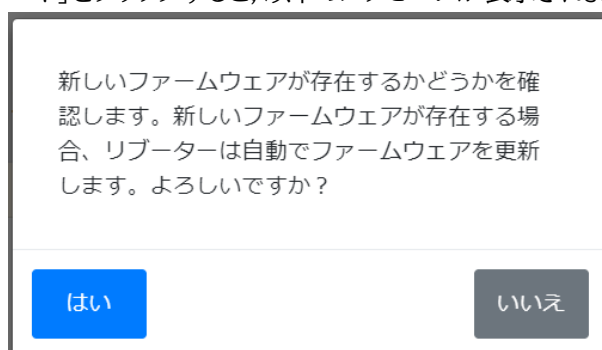 新しいファームウェアが存在するかどうかを確
認します。新しいファームウェアが存在する場
合、リブーターは自動でファームウェアを更新
します。よろしいですか？
はい
いいえ